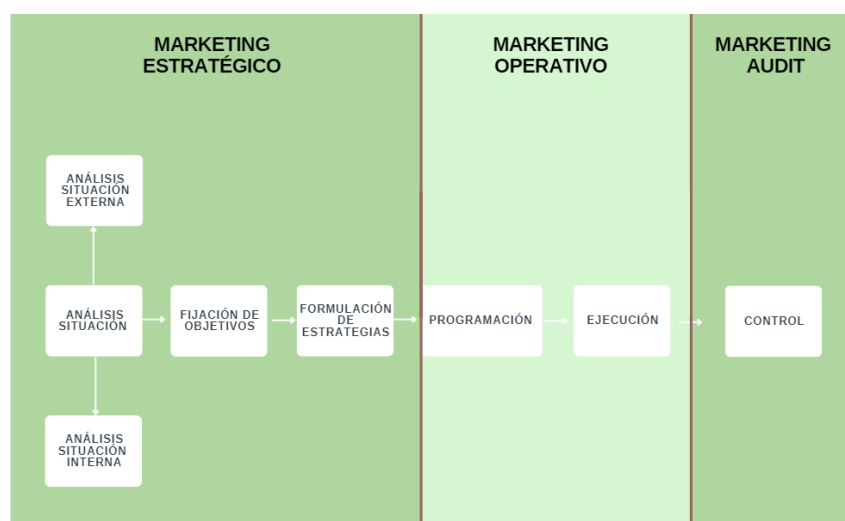 MARKETING
ESTRATÉGICO
MARKETING
OPERATIVO
MARKETING
AUDIT
ANÁLISIS
SITUACIÓN
EXTERNA
ANÁLISIS
SITUACIÓN
FIJACIÓN DE
OBJETIVOS
FORMULACIÓN
DE
ESTRATEGIAS
PROGRAMACIÓN
EJECUCIÓN
CONTROL
ANÁLISIS
SITUACIÓN
INTERNA